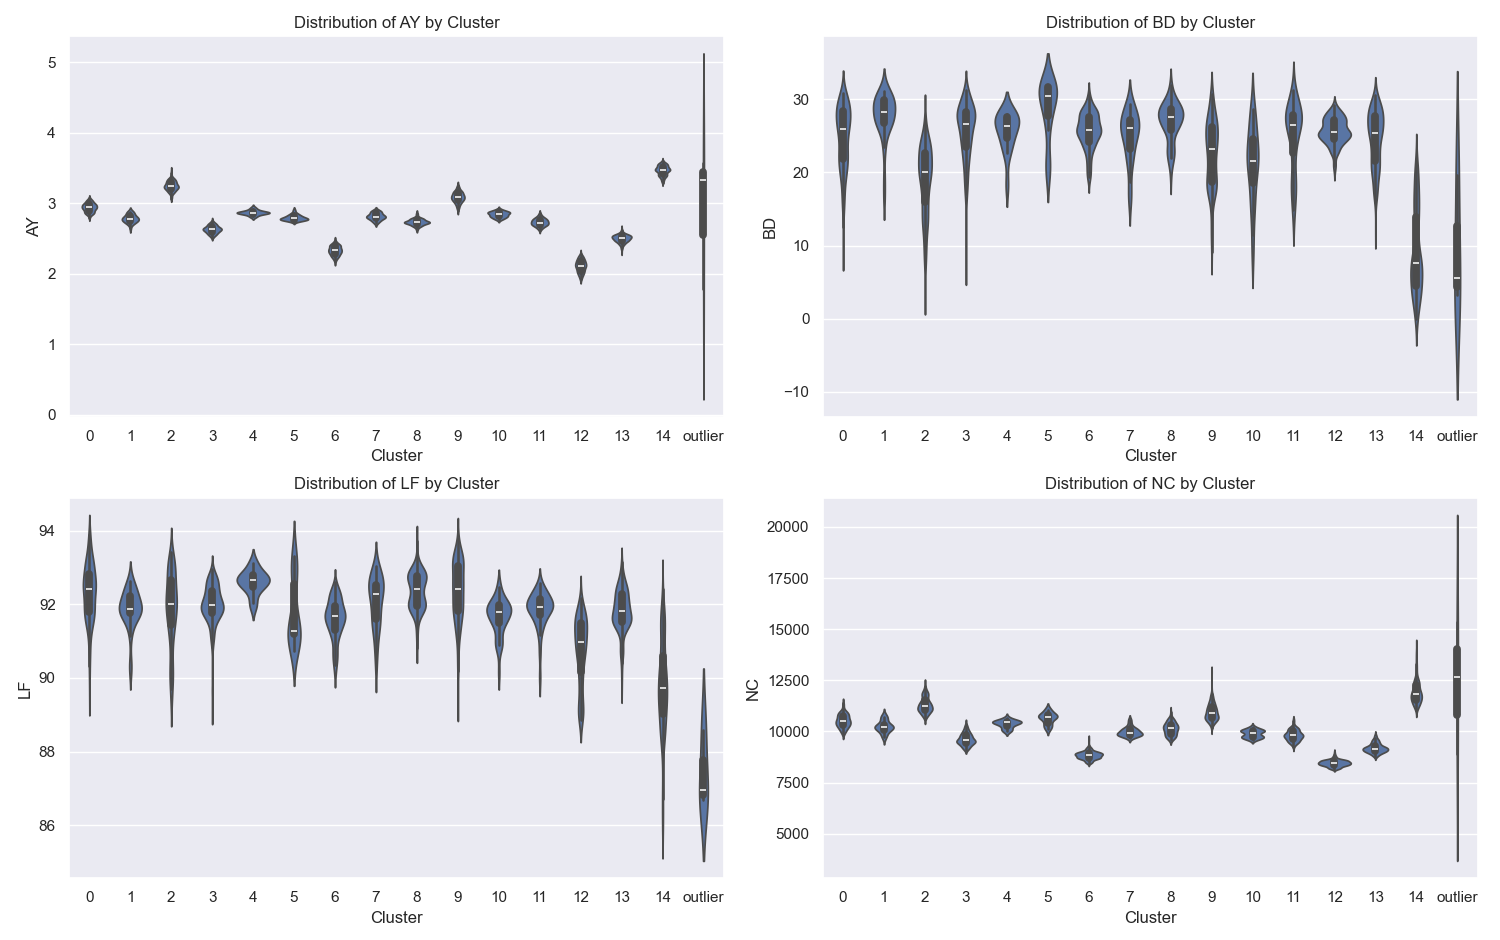 Distribution of AY by Cluster
AY
5
4
3
2
1
0
0 1 2 3 4 5 6 7 8 9 10 11 12 13 14 outlier
Cluster
Distribution of BD by Cluster
BD
30
20
10
0
−10
0 1 2 3 4 5 6 7 8 9 10 11 12 13 14 outlier
Cluster
Distribution of LF by Cluster
LF
94
92
90
88
86
0 1 2 3 4 5 6 7 8 9 10 11 12 13 14 outlier
Cluster
Distribution of NC by Cluster
NC
20000
17500
15000
12500
10000
7500
5000
0 1 2 3 4 5 6 7 8 9 10 11 12 13 14 outlier
Cluster